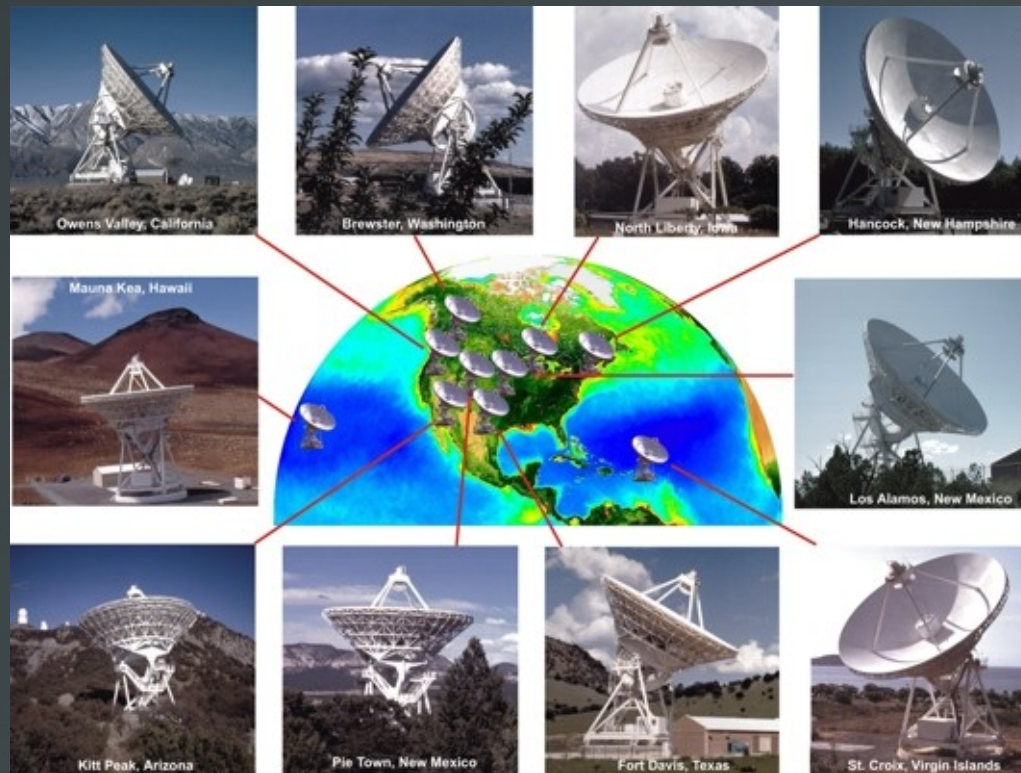 Owens Valley, California
Brewster, Washington
North Liberty, Iowa
Hancock, New Hampshire
Mauna Kea, Hawaii
Los Alamos, New Mexico
Kitt Peak, Arizona
Pie Town, New Mexico
Fort Davis, Texas
St. Croix, Virgin Islands